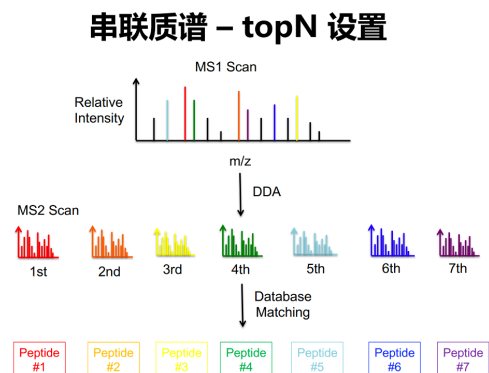 串联质谱 – topN 设置
MS1 Scan
Relative
Intensity
m/z
DDA
MS2 Scan
1st 2nd 3rd 4th 5th 6th 7th
Database
Matching
Peptide Peptide Peptide Peptide Peptide Peptide Peptide
#1 #2 #3 #4 #5 #6 #7